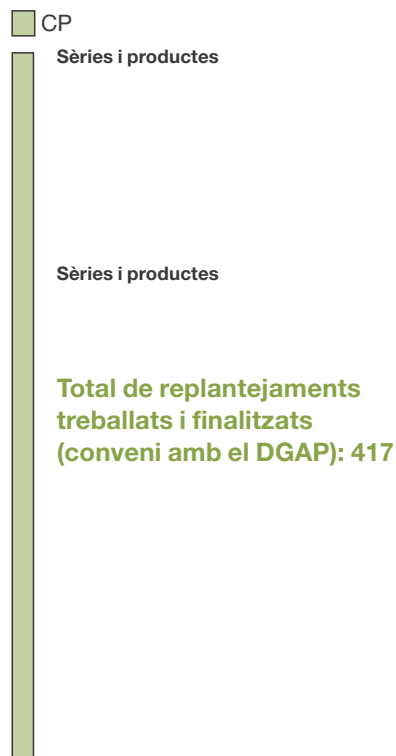 CP
Sèries i productes
Sèries i productes
Total de replantejaments
treballats i finalitzats
(conveni amb el DGAP): 417